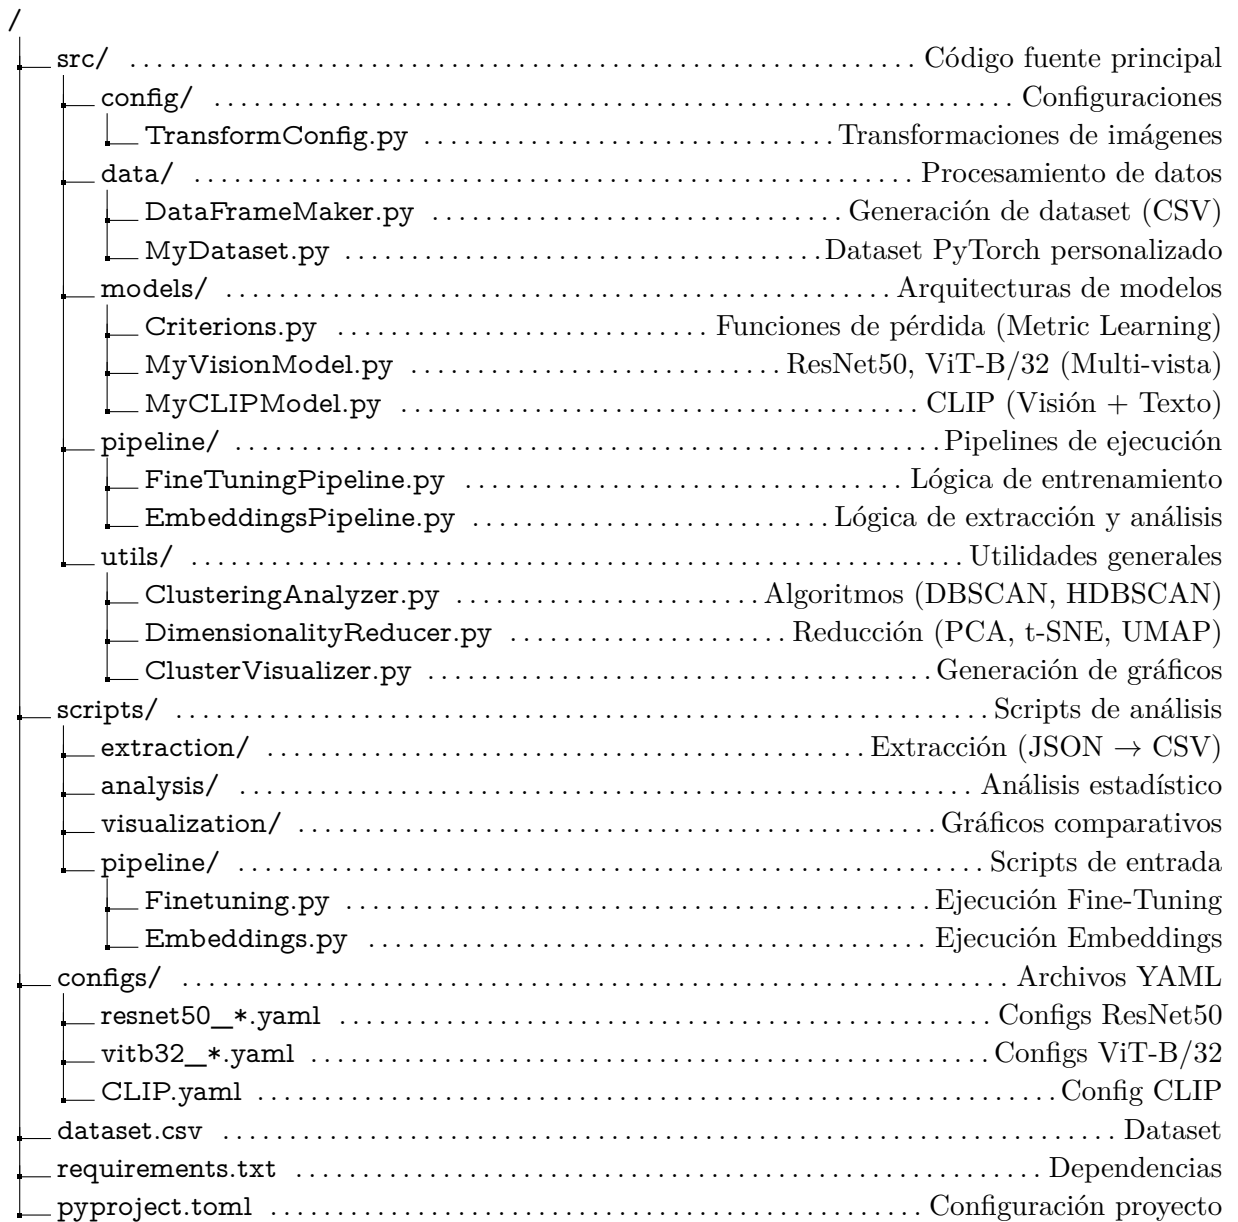 /
src/ Código fuente principal
config/ Configuraciones
TransformConfig.py Transformaciones de imágenes
data/ Procesamiento de datos
DataFrameMaker.py Generación de dataset (CSV)
MyDataset.py Dataset PyTorch personalizado
models/ Arquitecturas de modelos
Criterions.py Funciones de pérdida (Metric Learning)
MyVisionModel.py ResNet50, ViT-B/32 (Multi-vista)
MyCLIPModel.py CLIP (Visión + Texto)
pipeline/ Pipelines de ejecución
FineTuningPipeline.py Lógica de entrenamiento
EmbeddingsPipeline.py Lógica de extracción y análisis
utils/ Utilidades generales
ClusteringAnalyzer.py Algoritmos (DBSCAN, HDBSCAN)
DimensionalityReducer.py Reducción (PCA, t-SNE, UMAP)
ClusterVisualizer.py Generación de gráficos
scripts/ Scripts de análisis
extraction/ Extracción (JSON → CSV)
analysis/ Análisis estadístico
visualization/ Gráficos comparativos
pipeline/ Scripts de entrada
Finetuning.py Ejecución Fine-Tuning
Embeddings.py Ejecución Embeddings
configs/ Archivos YAML
resnet50_*.yaml Configs ResNet50
vitb32_*.yaml Configs ViT-B/32
CLIP.yaml Config CLIP
dataset.csv Dataset
requirements.txt Dependencias
pyproject.toml Configuración proyecto